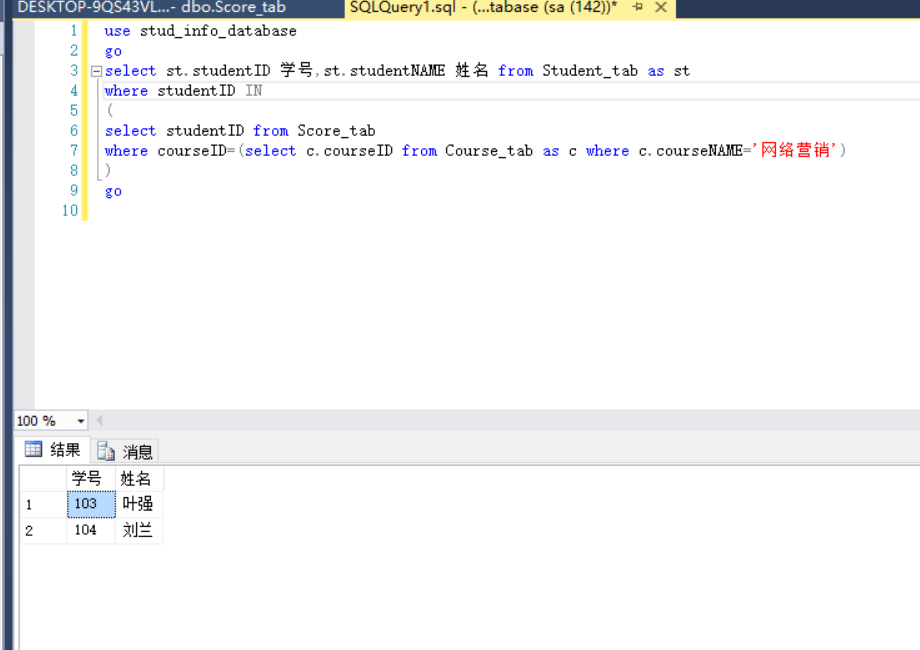 DESKTOP-9QS43VL...- dbo.Score_tab SQLQuery1.sql - (...tabase (sa (142))*
1 use stud_info_database
2 go
3 select st.studentID 学号,st.studentNAME 姓名 from Student_tab as st
4 where studentID IN
5 (
6 select studentID from Score_tab
7 where courseID=(select c.courseID from Course_tab as c where c.courseNAME='网络营销')
8 )
9 go
10
100 %
结果 消息
学号 姓名
1 103 叶强
2 104 刘兰